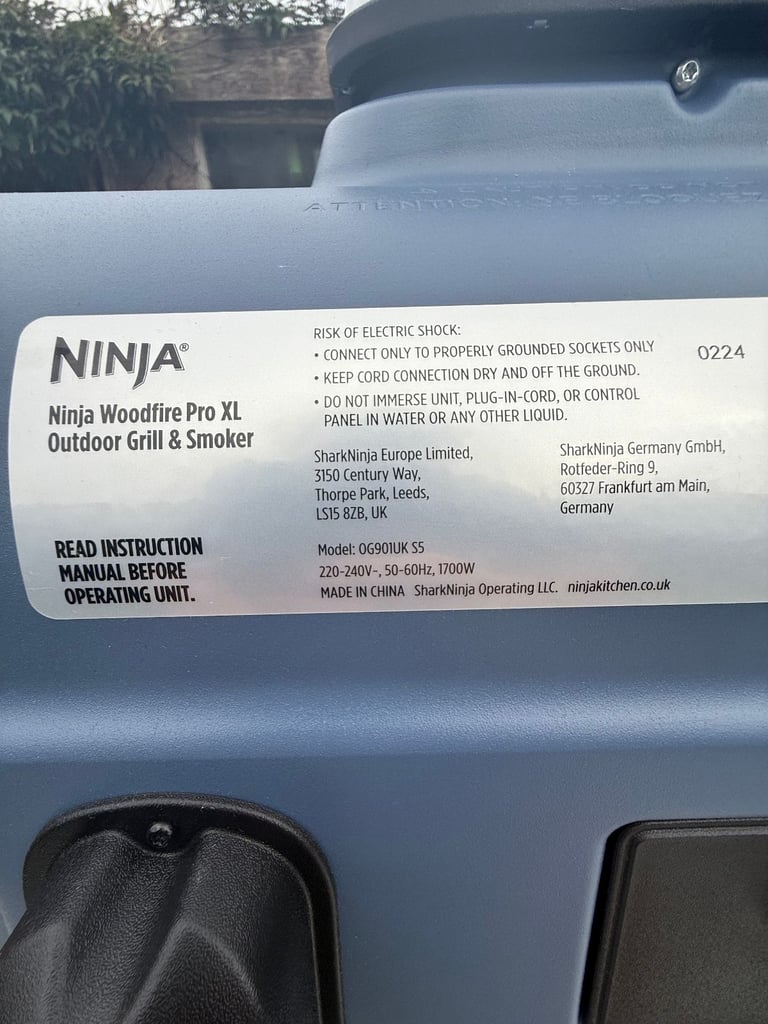 ATTENTION:
NINJA®
Ninja Woodfire Pro XL
Outdoor Grill & Smoker
READ INSTRUCTION
MANUAL BEFORE
OPERATING UNIT.
RISK OF ELECTRIC SHOCK:
• CONNECT ONLY TO PROPERLY GROUNDED SOCKETS ONLY
• KEEP CORD CONNECTION DRY AND OFF THE GROUND.
• DO NOT IMMERSE UNIT, PLUG-IN-CORD, OR CONTROL
PANEL IN WATER OR ANY OTHER LIQUID.
0224
SharkNinja Europe Limited,
3150 Century Way,
Thorpe Park, Leeds,
LS15 8ZB, UK
SharkNinja Germany GmbH,
Rotfeder-Ring 9,
60327 Frankfurt am Main,
Germany
Model: OG901UK S5
220-240V~, 50-60Hz, 1700W
MADE IN CHINA SharkNinja Operating LLC. ninjakitchen.co.uk